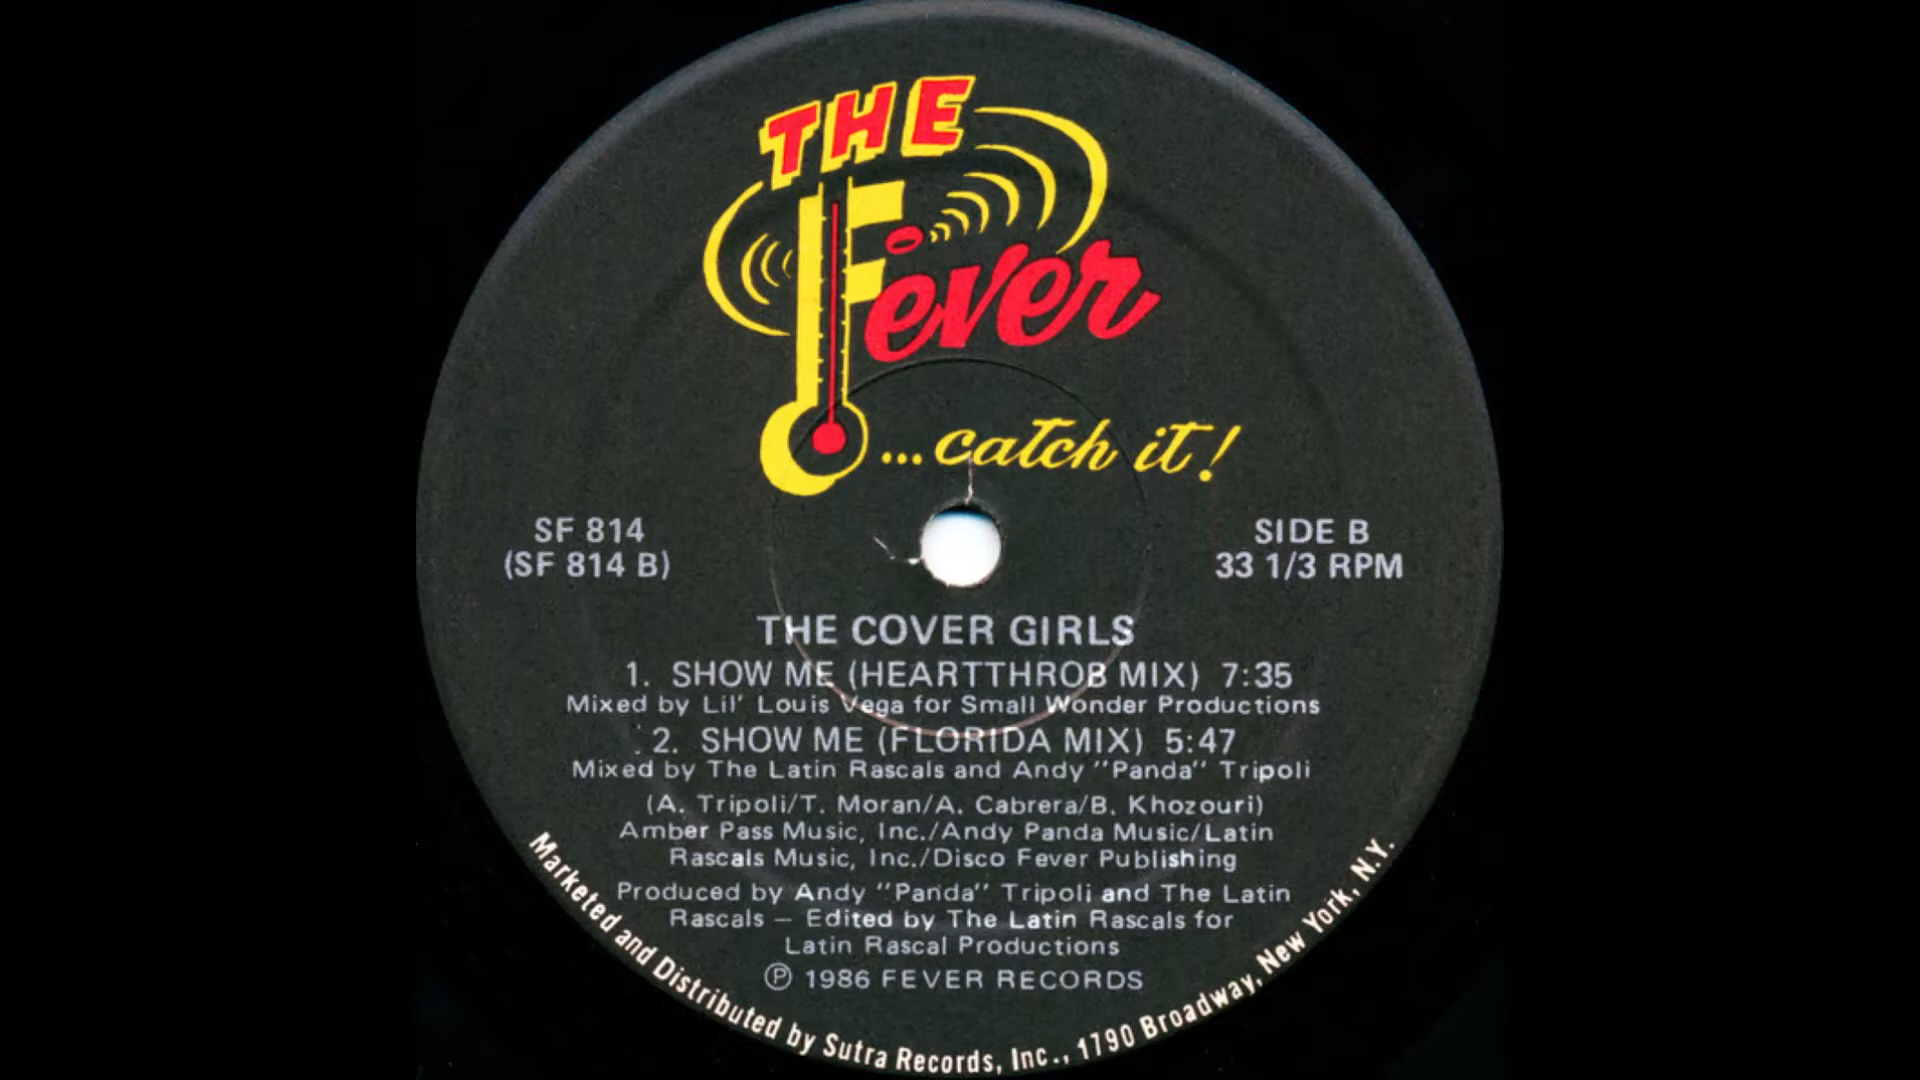 THE
Fever
...catch it!
SF 814
(SF 814 B)
SIDE B
33 1/3 RPM
THE COVER GIRLS
1. SHOW ME (HEARTTHROB MIX) 7:35
Mixed by Lil' Louis Vega for Small Wonder Productions
2. SHOW ME (FLORIDA MIX) 5:47
Mixed by The Latin Rascals and Andy "Panda" Tripoli
(A. Tripoli/T. Moran/A. Cabrera/B. Khozouri)
Amber Pass Music, Inc./Andy Panda Music/Latin
Rascals Music, Inc./Disco Fever Publishing
Produced by Andy "Panda" Tripoli and The Latin
Rascals — Edited by The Latin Rascals for
Latin Rascal Productions
Ⓟ 1986 FEVER RECORDS
Marketed and Distributed by Sutra Records, Inc., 1790 Broadway, New York, N.Y.